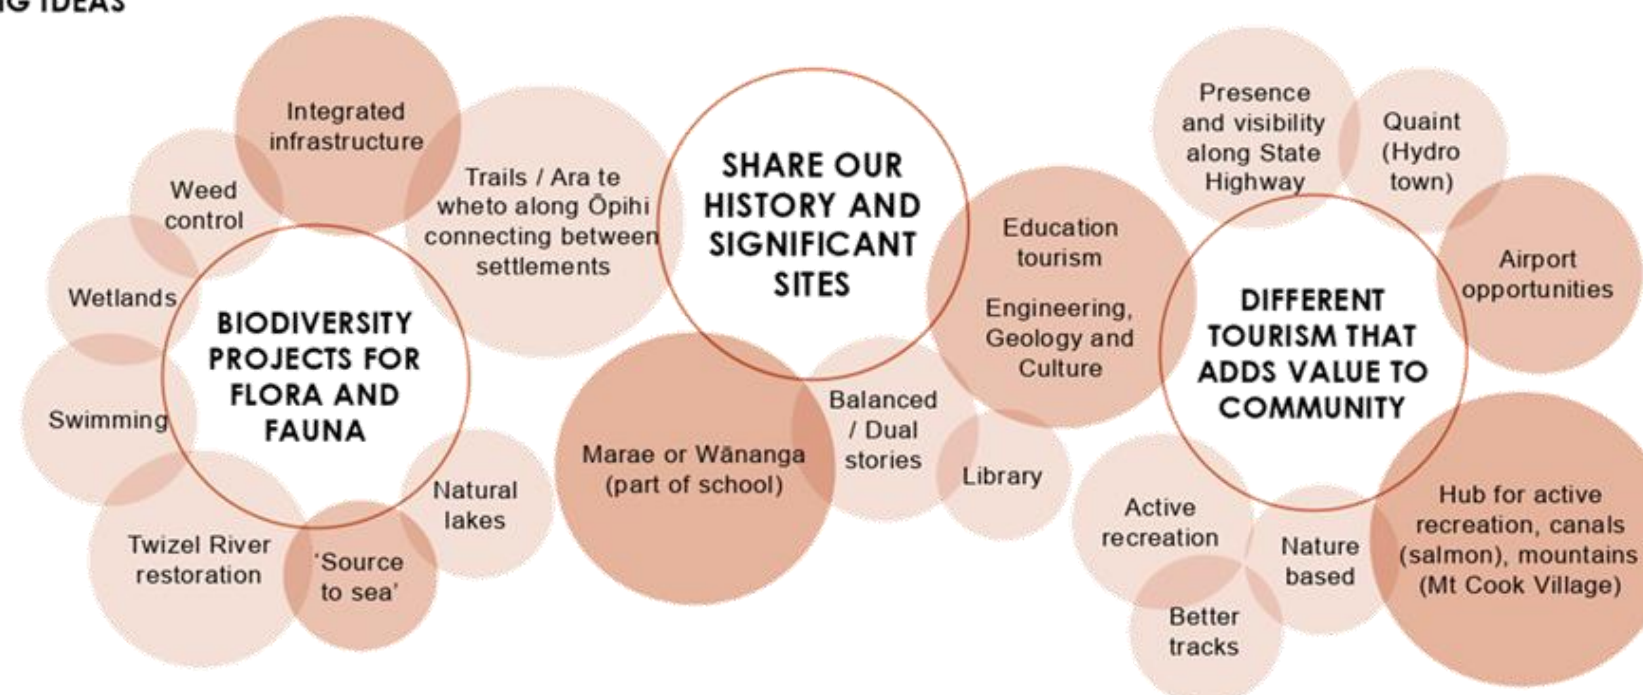 IDEAS
Integrated
infrastructure
Weed
control
Wetlands
Swimming
Twizel River
restoration
‘Source
to sea’
Natural
lakes
BIODIVERSITY
PROJECTS FOR
FLORA AND
FAUNA
Trails / Ara te
wheto along Ōpihi
connecting between
settlements
SHARE OUR
HISTORY AND
SIGNIFICANT
SITES
Marae or Wānanga
(part of school)
Balanced
/ Dual
stories
Library
Education
tourism
Engineering,
Geology and
Culture
Presence
and visibility
along State
Highway
Quaint
(Hydro
town)
Airport
opportunities
DIFFERENT
TOURISM THAT
ADDS VALUE TO
COMMUNITY
Active
recreation
Better
tracks
Nature
based
Hub for active
recreation, canals
(salmon), mountains
(Mt Cook Village)